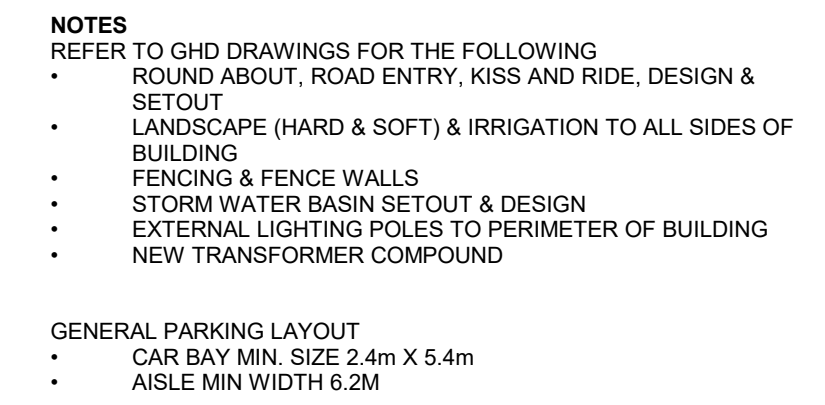 NOTES
REFER TO GHD DRAWINGS FOR THE FOLLOWING
• ROUND ABOUT, ROAD ENTRY, KISS AND RIDE, DESIGN &
SETOUT
• LANDSCAPE (HARD & SOFT) & IRRIGATION TO ALL SIDES OF
BUILDING
• FENCING & FENCE WALLS
• STORM WATER BASIN SETOUT & DESIGN
• EXTERNAL LIGHTING POLES TO PERIMETER OF BUILDING
• NEW TRANSFORMER COMPOUND
GENERAL PARKING LAYOUT
• CAR BAY MIN. SIZE 2.4m X 5.4m
• AISLE MIN WIDTH 6.2M